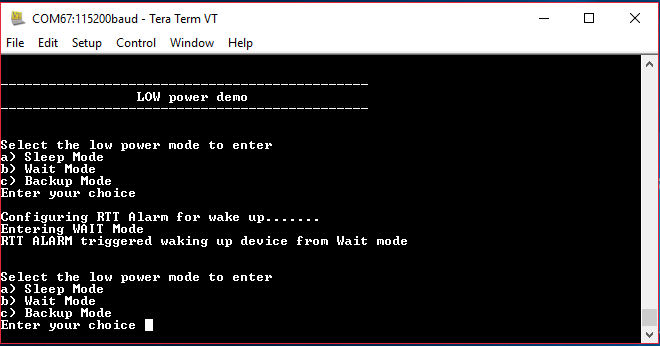 COM67:115200baud - Tera Term VT
File Edit Setup Control Window Help
----------------------------------------------
LOW power demo
----------------------------------------------
Select the low power mode to enter
a) Sleep Mode
b) Wait Mode
c) Backup Mode
Enter your choice
Configuring RTT Alarm for wake up.......
Entering WAIT Mode
RTT ALARM triggered waking up device from Wait mode
Select the low power mode to enter
a) Sleep Mode
b) Wait Mode
c) Backup Mode
Enter your choice